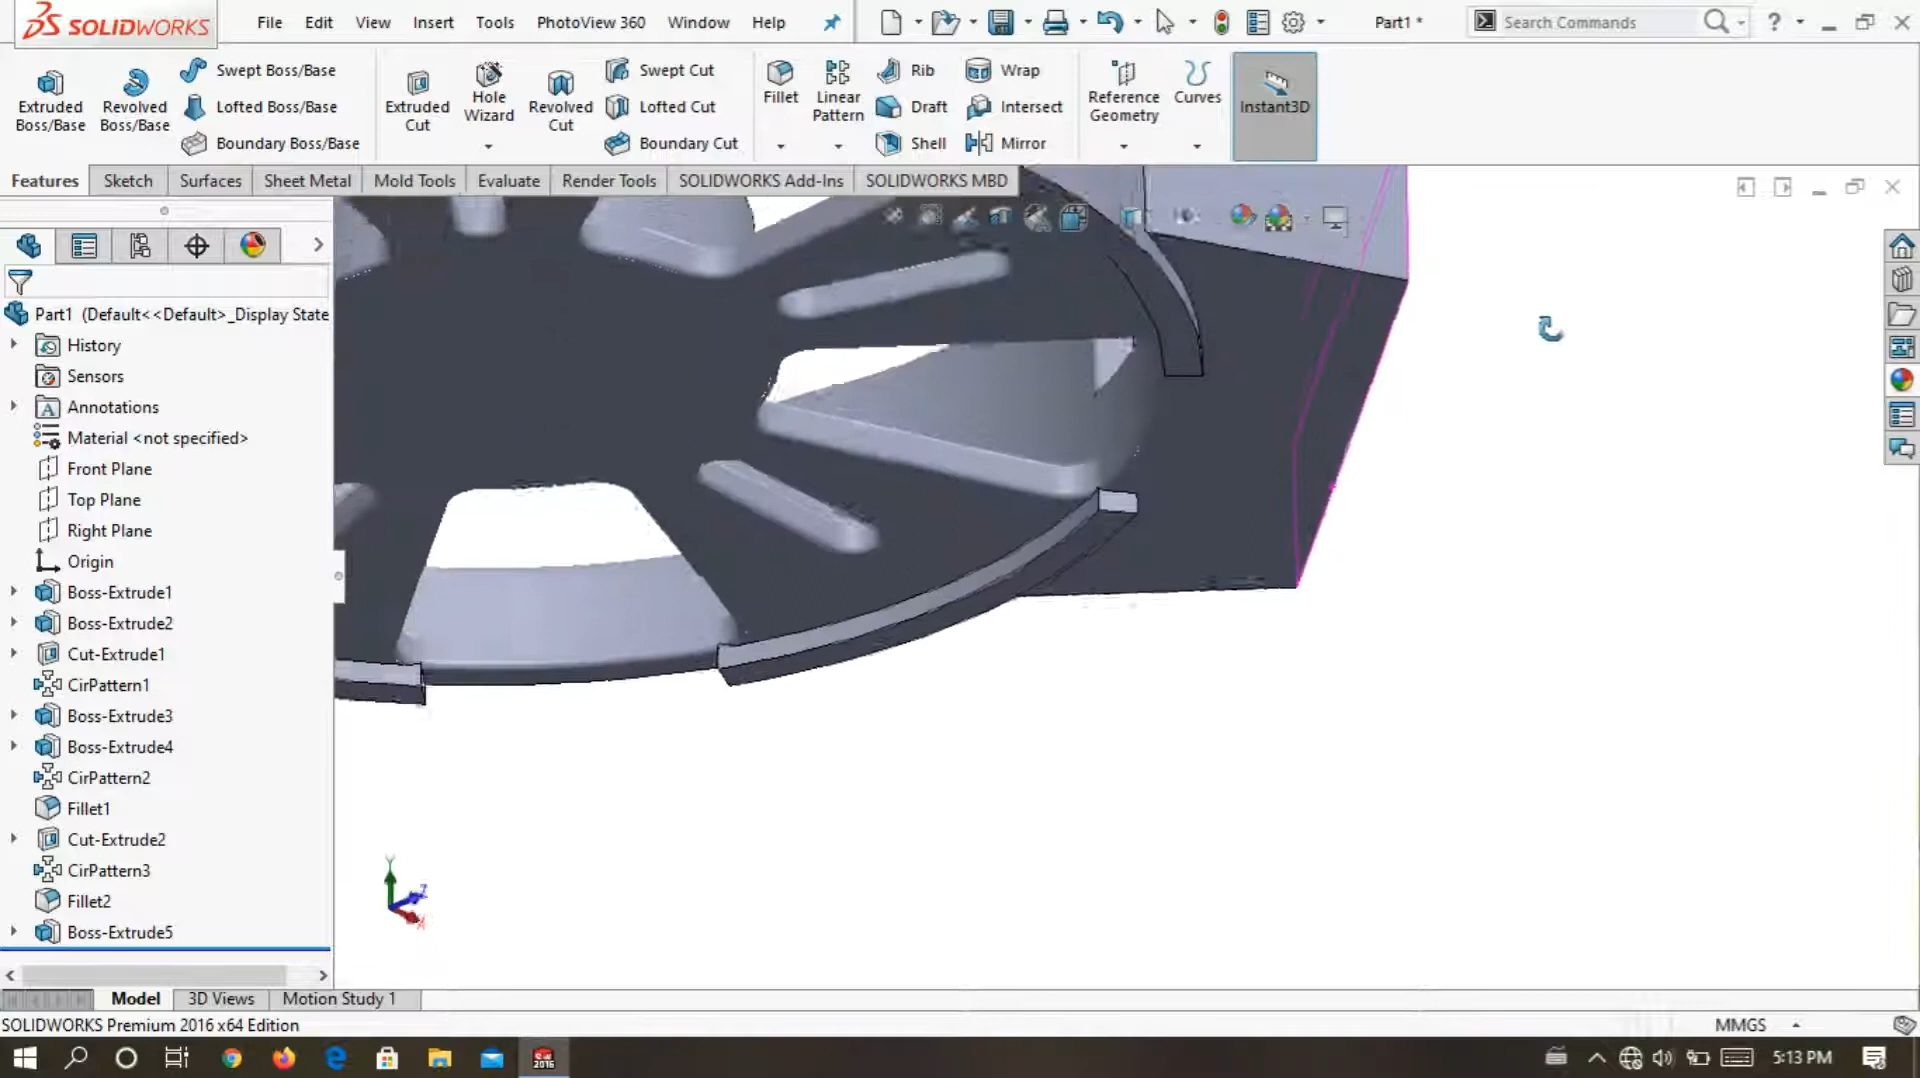 SOLIDWORKS File Edit View Insert Tools PhotoView 360 Window Help Part1 * Search Commands ?
Extruded Boss/Base
Revolved Boss/Base
Swept Boss/Base
Lofted Boss/Base
Boundary Boss/Base
Extruded Cut
Hole Wizard
Revolved Cut
Swept Cut
Lofted Cut
Boundary Cut
Fillet
Linear Pattern
Rib
Draft
Shell
Wrap
Intersect
Mirror
Reference Geometry
Curves
Instant3D
Features Sketch Surfaces Sheet Metal Mold Tools Evaluate Render Tools SOLIDWORKS Add-Ins SOLIDWORKS MBD
Part1 (Default<<Default>_Display State
History
Sensors
Annotations
Material <not specified>
Front Plane
Top Plane
Right Plane
Origin
Boss-Extrude1
Boss-Extrude2
Cut-Extrude1
CirPattern1
Boss-Extrude3
Boss-Extrude4
CirPattern2
Fillet1
Cut-Extrude2
CirPattern3
Fillet2
Boss-Extrude5
Y
Z
X
Model 3D Views Motion Study 1
SOLIDWORKS Premium 2016 x64 Edition MMGS
SW 2016 5:13 PM